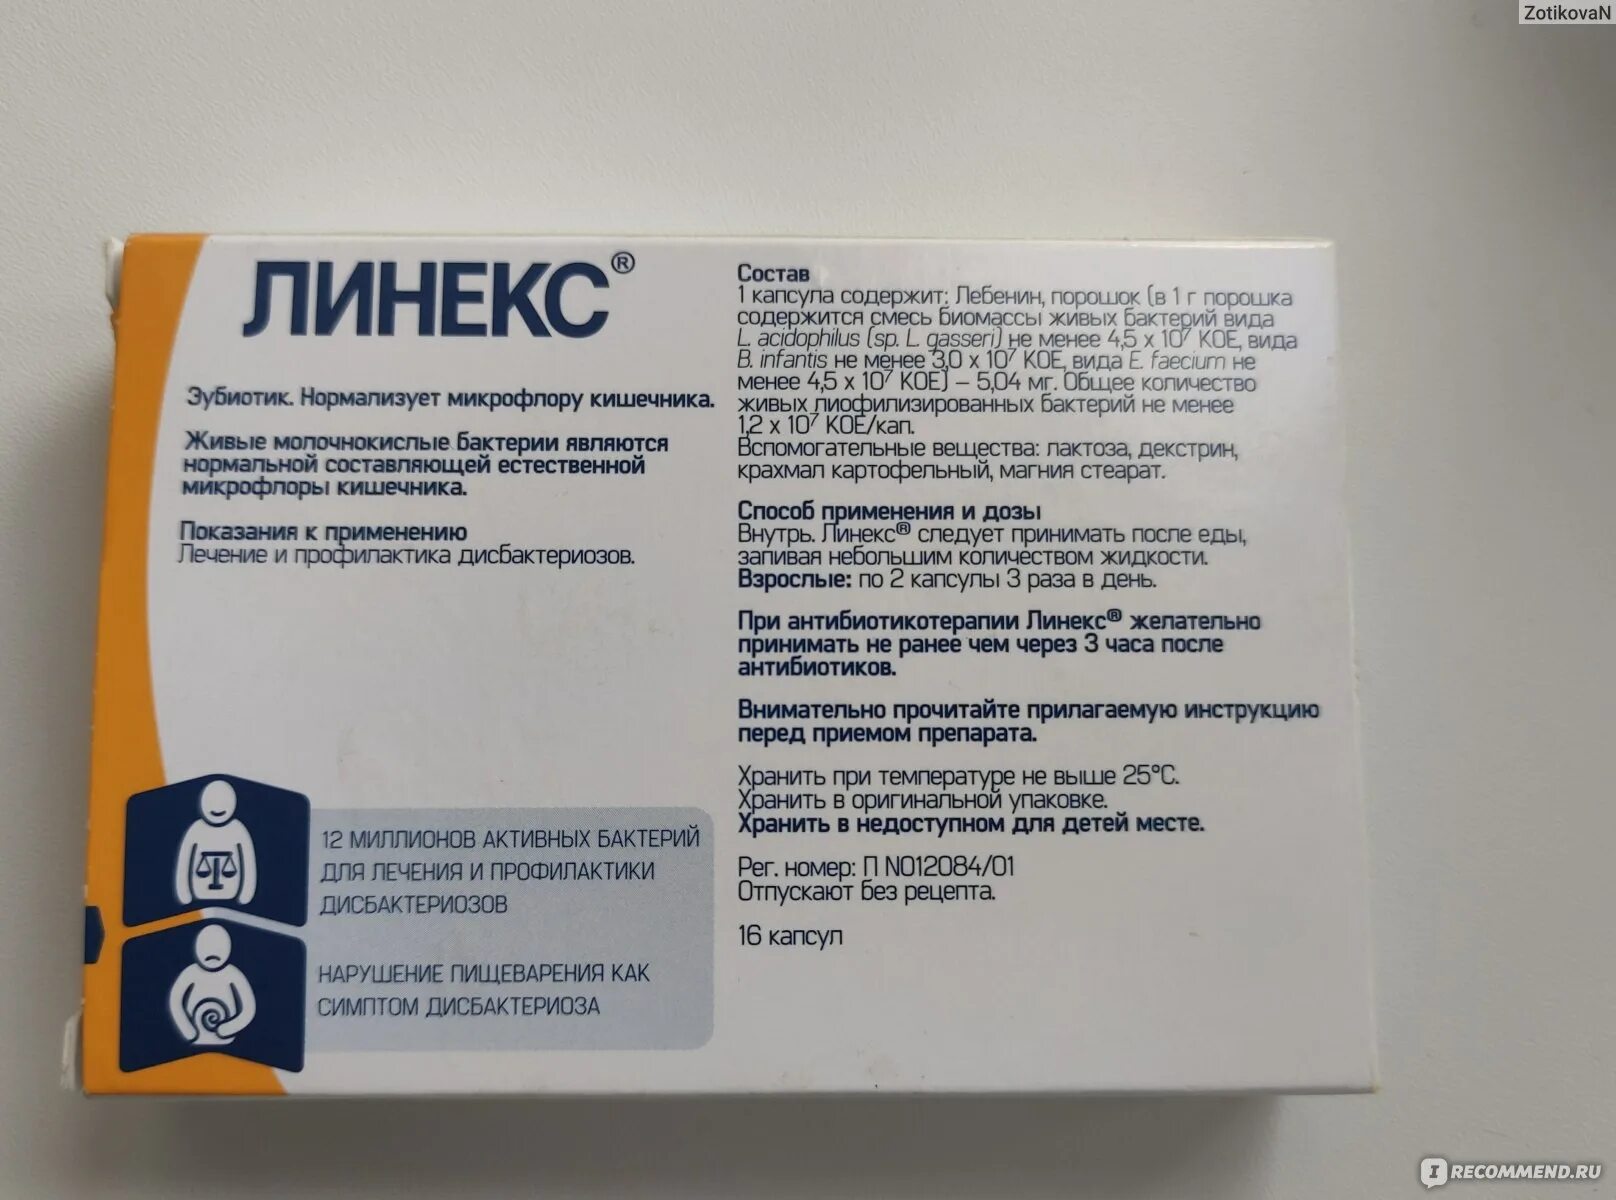 ZotikovaN
ЛИНЕКС®
Эубиотик. Нормализует микрофлору кишечника.
Живые молочнокислые бактерии являются
нормальной составляющей естественной
микрофлоры кишечника.
Показания к применению
Лечение и профилактика дисбактериозов.
12 МИЛЛИОНОВ АКТИВНЫХ БАКТЕРИЙ
ДЛЯ ЛЕЧЕНИЯ И ПРОФИЛАКТИКИ
ДИСБАКТЕРИОЗОВ
НАРУШЕНИЕ ПИЩЕВАРЕНИЯ КАК
СИМПТОМ ДИСБАКТЕРИОЗА
Состав
1 капсула содержит: Лебенин, порошок (в 1 г порошка
содержится смесь биомассы живых бактерий вида
L. acidophilus (sp. L. gasseri) не менее 4,5 x 10⁷ КОЕ, вида
B. infantis не менее 3,0 x 10⁷ КОЕ, вида E. faecium не
менее 4,5 x 10⁷ КОЕ) – 5,04 мг. Общее количество
живых лиофилизированных бактерий не менее
1,2 x 10⁷ КОЕ/кап.
Вспомогательные вещества: лактоза, декстрин,
крахмал картофельный, магния стеарат.
Способ применения и дозы
Внутрь. Линекс® следует принимать после еды,
запивая небольшим количеством жидкости.
Взрослые: по 2 капсулы 3 раза в день.
При антибиотикотерапии Линекс® желательно
принимать не ранее чем через 3 часа после
антибиотиков.
Внимательно прочитайте прилагаемую инструкцию
перед приемом препарата.
Хранить при температуре не выше 25°С.
Хранить в оригинальной упаковке.
Хранить в недоступном для детей месте.
Рег. номер: П N012084/01
Отпускают без рецепта.
16 капсул
IRECOMMEND.RU